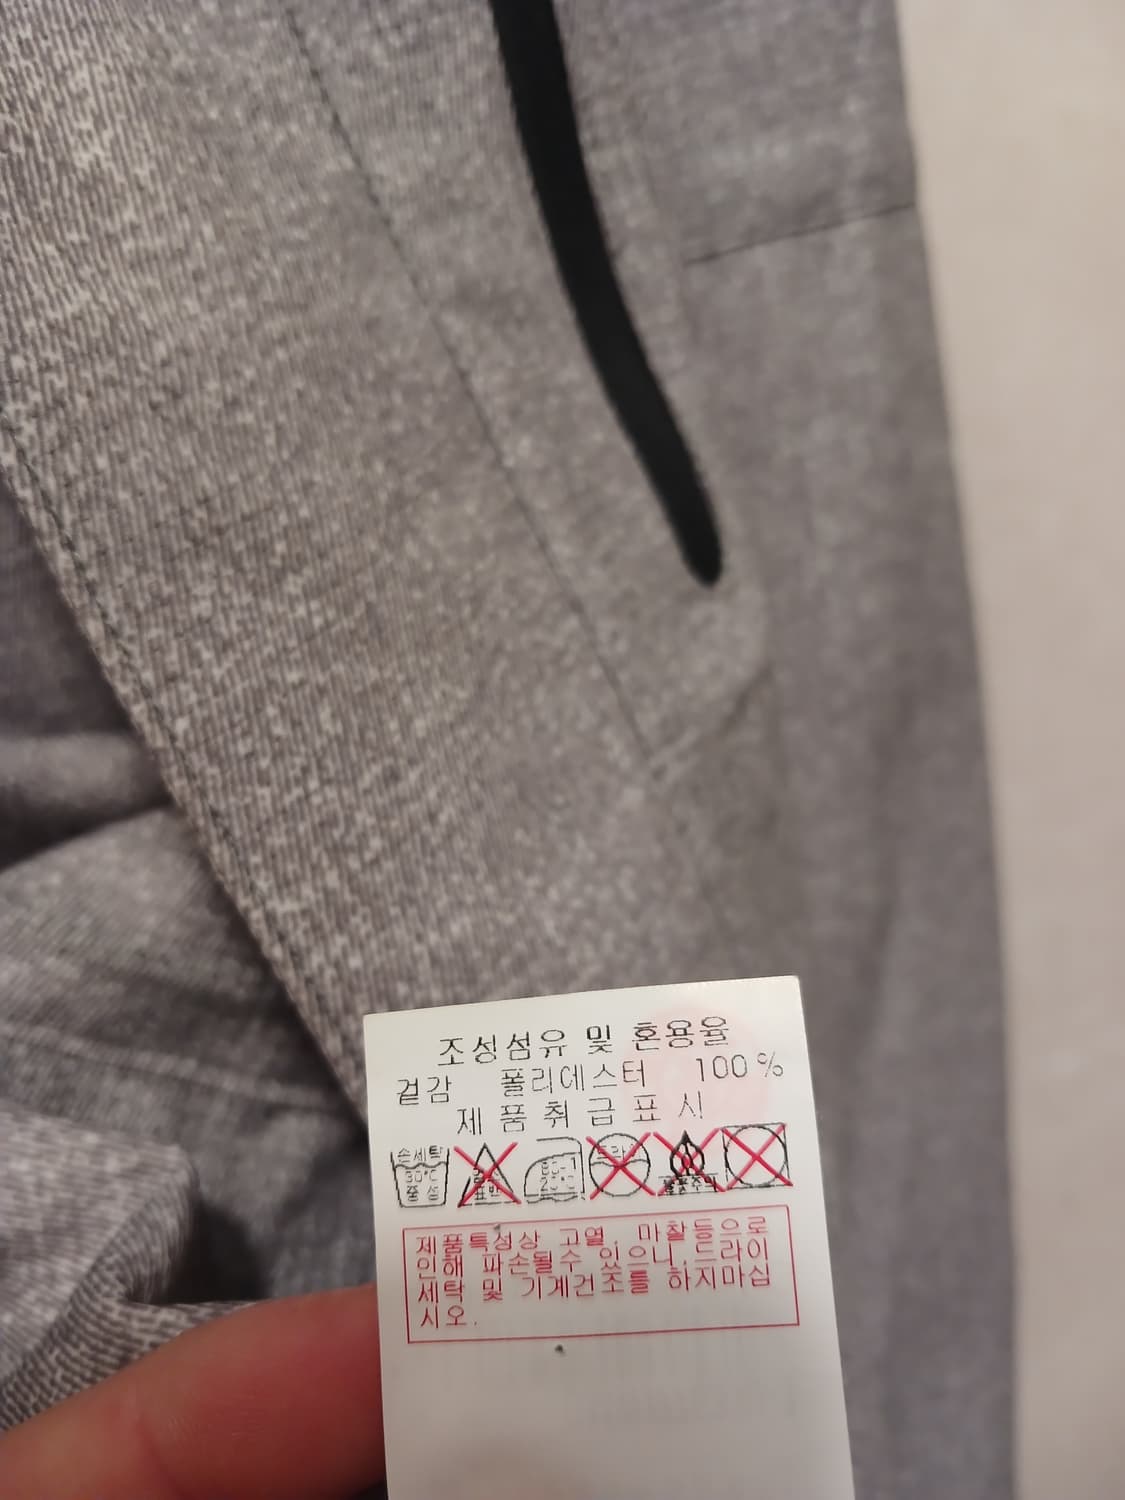 조성섬유 및 혼용율
겉감 폴리에스터 100%
제품취급표시
손세탁
30°C
중성
드라이
제품특성상 고열, 마찰등으로
인해 파손될수 있으니, 드라이
세탁 및 기계건조를 하지마십
시오.